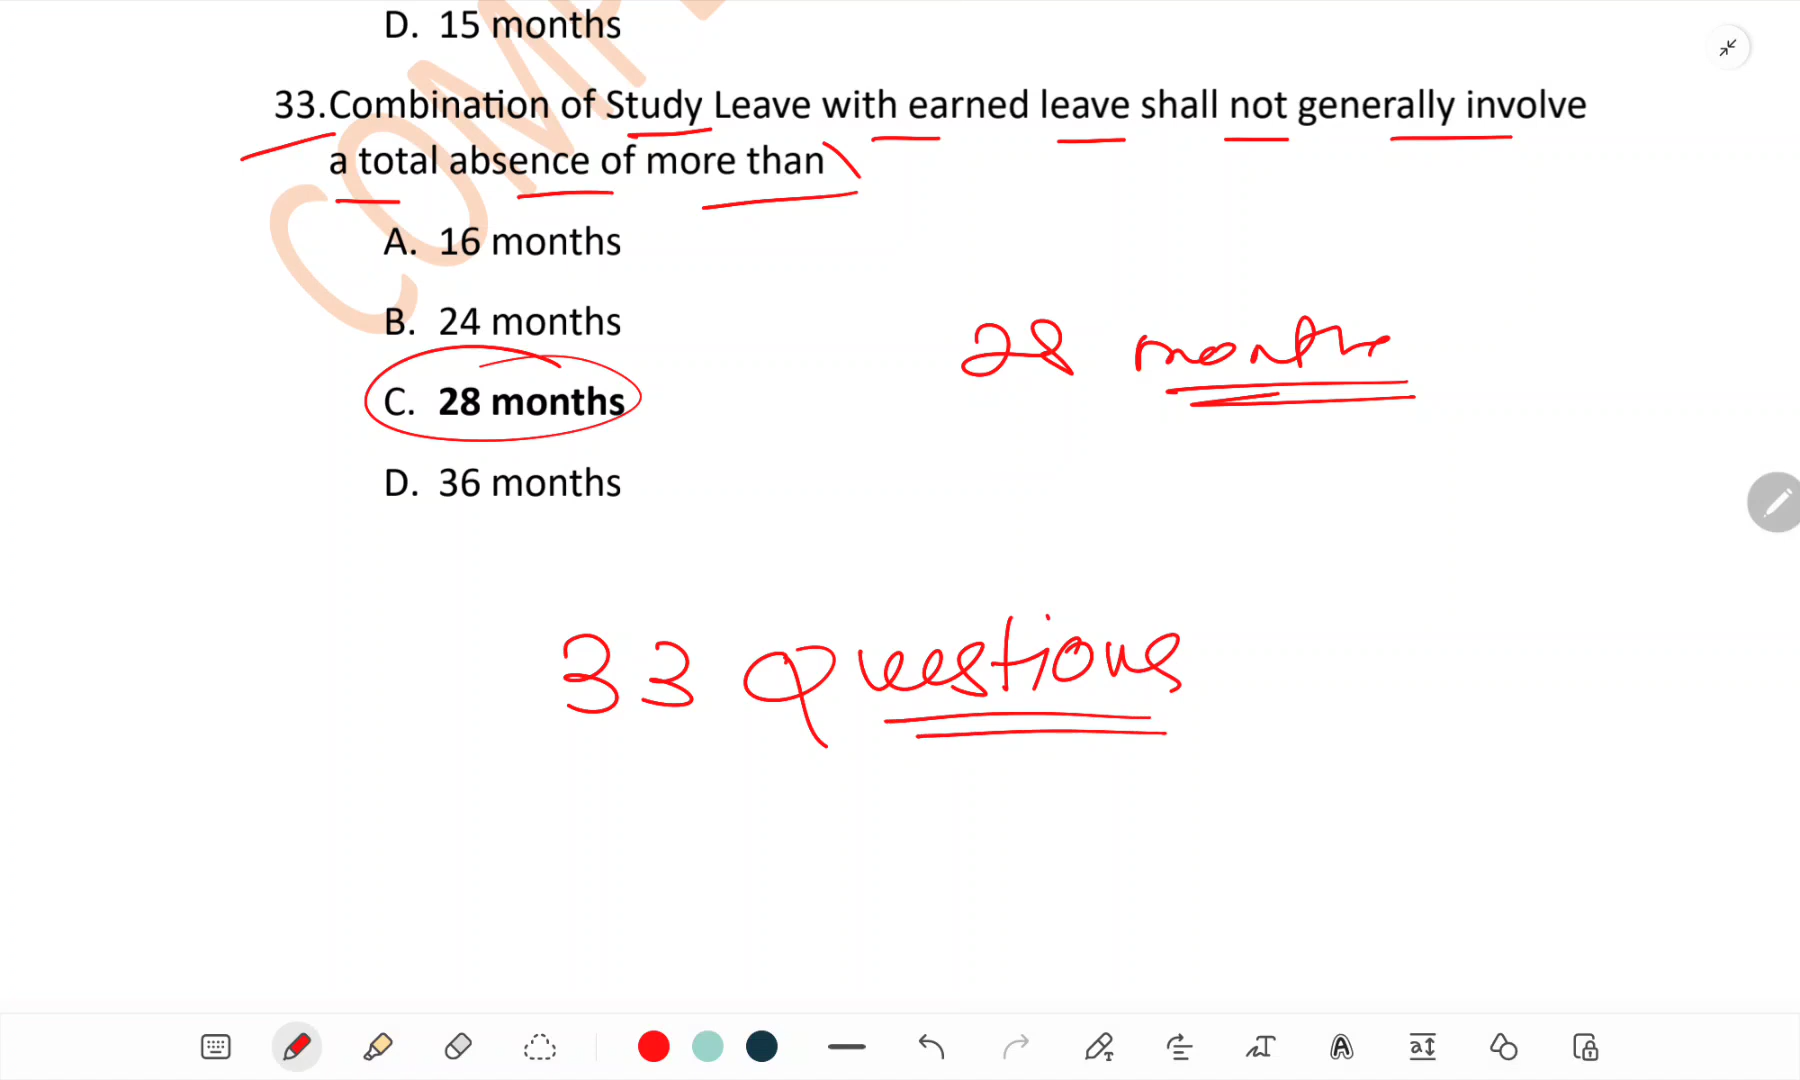 D. 15 months
33.Combination of Study Leave with earned leave shall not generally involve
a total absence of more than
A. 16 months
B. 24 months
28 months
C. 28 months
D. 36 months
33 Questions
COMP